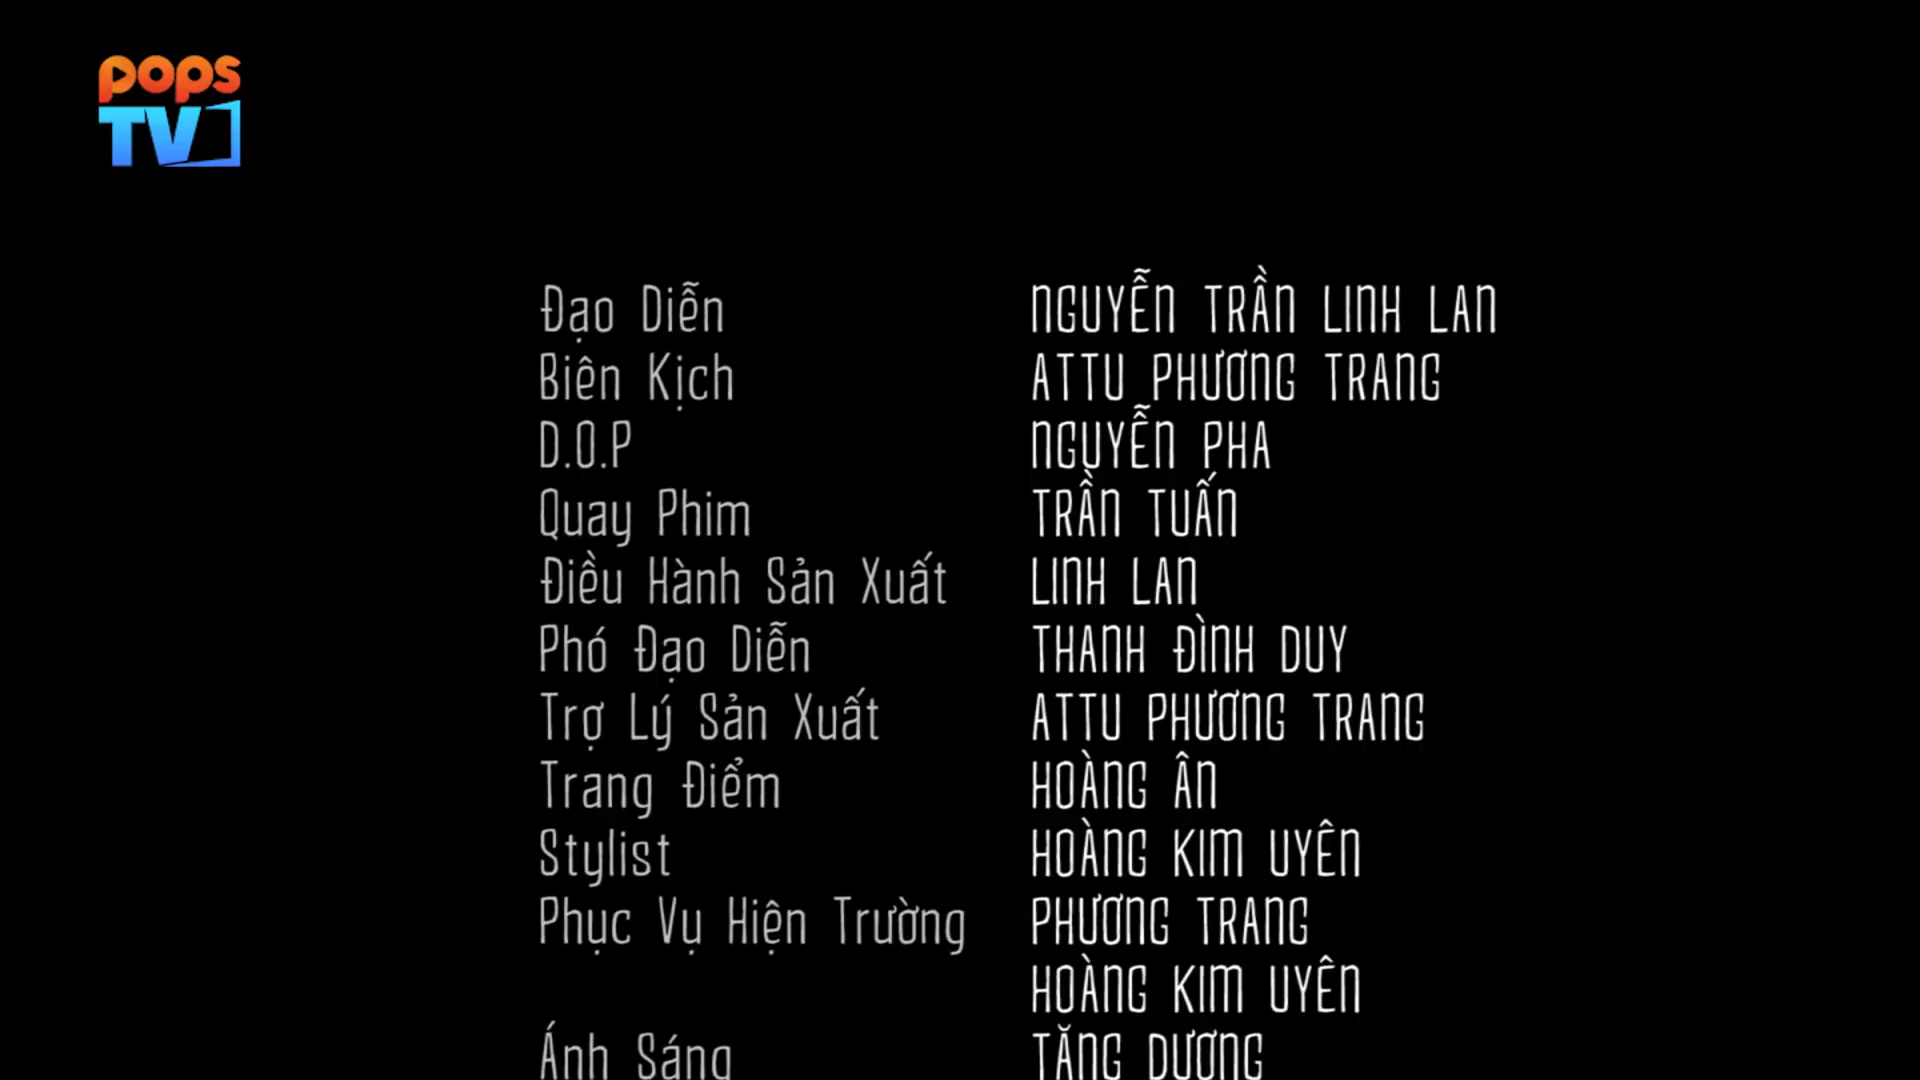 POPS
TV
Đạo Diễn NGUYỄN TRẦN LINH LAN
Biên Kịch ATTU PHƯƠNG TRANG
D.O.P NGUYỄN PHA
Quay Phim TRẦN TUẤN
Điều Hành Sản Xuất LINH LAN
Phó Đạo Diễn THANH ĐÌNH DUY
Trợ Lý Sản Xuất ATTU PHƯƠNG TRANG
Trang Điểm HOÀNG ÂN
Stylist HOÀNG KIM UYÊN
Phục Vụ Hiện Trường PHƯƠNG TRANG
HOÀNG KIM UYÊN
Ánh Sáng TĂNG DƯƠNG